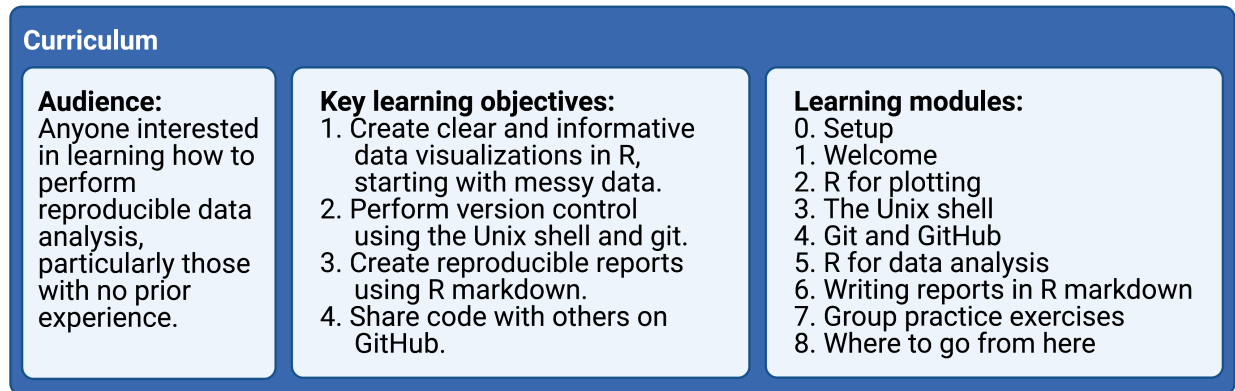 Curriculum
Audience:
Anyone interested
in learning how to
perform
reproducible data
analysis,
particularly those
with no prior
experience.
Key learning objectives:
1. Create clear and informative
data visualizations in R,
starting with messy data.
2. Perform version control
using the Unix shell and git.
3. Create reproducible reports
using R markdown.
4. Share code with others on
GitHub.
Learning modules:
0. Setup
1. Welcome
2. R for plotting
3. The Unix shell
4. Git and GitHub
5. R for data analysis
6. Writing reports in R markdown
7. Group practice exercises
8. Where to go from here